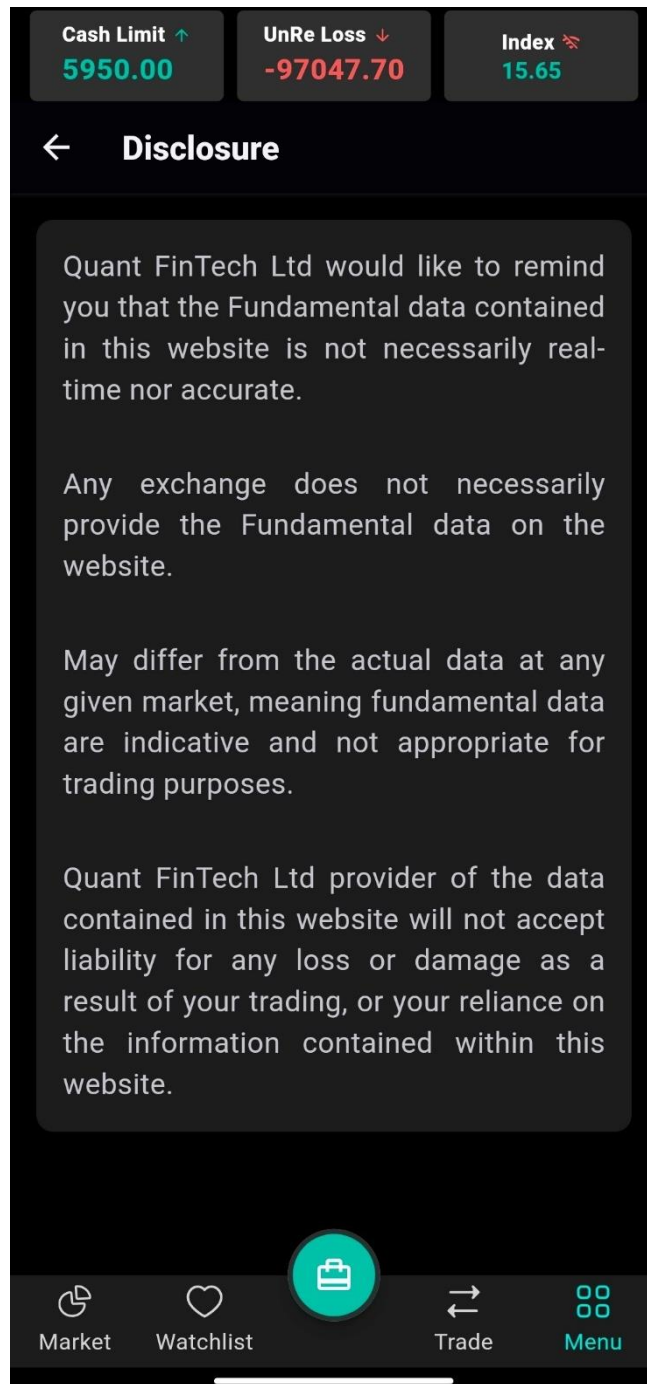 Cash Limit ↑
5950.00
UnRe Loss ↓
-97047.70
Index
15.65
Disclosure
Quant FinTech Ltd would like to remind
you that the Fundamental data contained
in this website is not necessarily real-
time nor accurate.
Any exchange does not necessarily
provide the Fundamental data on the
website.
May differ from the actual data at any
given market, meaning fundamental data
are indicative and not appropriate for
trading purposes.
Quant FinTech Ltd provider of the data
contained in this website will not accept
liability for any loss or damage as a
result of your trading, or your reliance on
the information contained within this
website.
Market
Watchlist
Trade
Menu